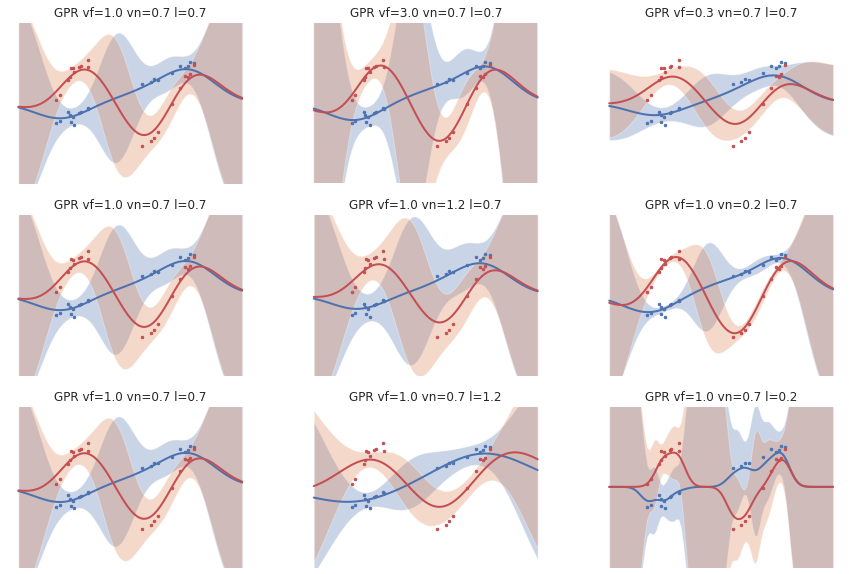 GPR vf=1.0 vn=0.7 l=0.7
GPR vf=3.0 vn=0.7 l=0.7
GPR vf=0.3 vn=0.7 l=0.7
GPR vf=1.0 vn=0.7 l=0.7
GPR vf=1.0 vn=1.2 l=0.7
GPR vf=1.0 vn=0.2 l=0.7
GPR vf=1.0 vn=0.7 l=0.7
GPR vf=1.0 vn=0.7 l=1.2
GPR vf=1.0 vn=0.7 l=0.2